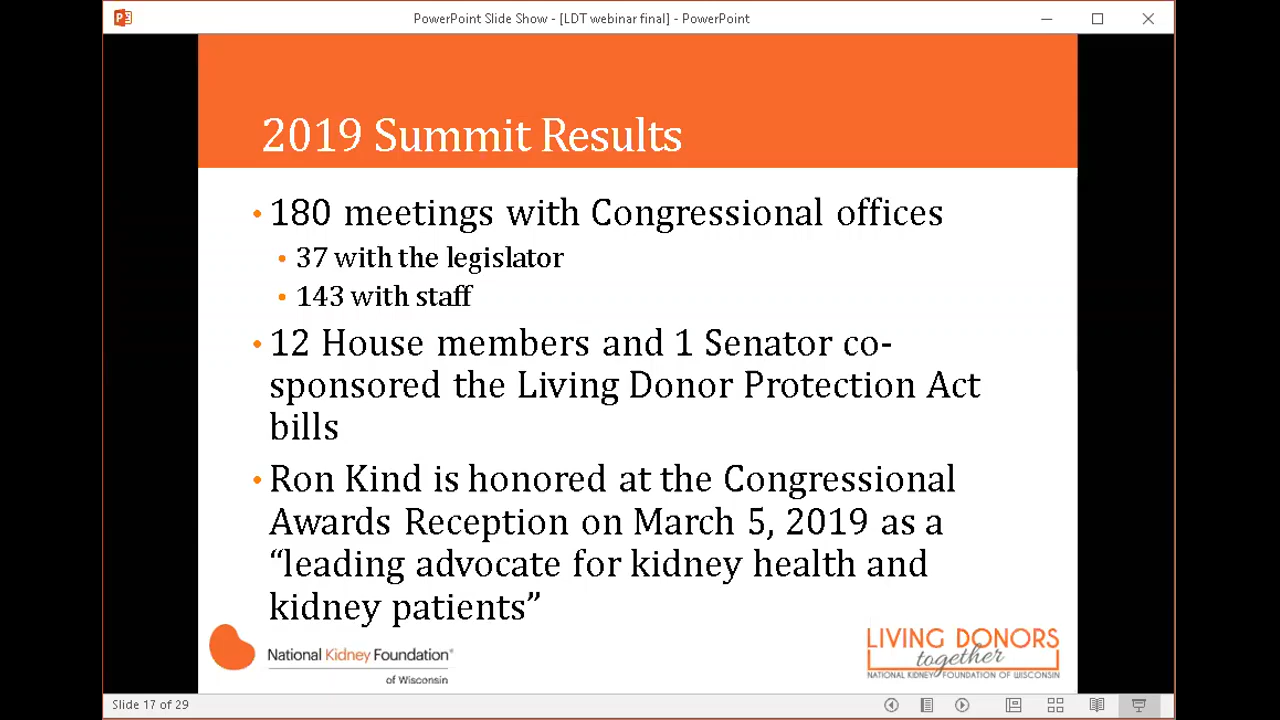 PowerPoint Slide Show - [LDT webinar final] - PowerPoint
2019 Summit Results
• 180 meetings with Congressional offices
• 37 with the legislator
• 143 with staff
• 12 House members and 1 Senator co-
sponsored the Living Donor Protection Act
bills
• Ron Kind is honored at the Congressional
Awards Reception on March 5, 2019 as a
“leading advocate for kidney health and
kidney patients”
National Kidney Foundation®
of Wisconsin
LIVING DONORS
together
NATIONAL KIDNEY FOUNDATION OF WISCONSIN
Slide 17 of 29